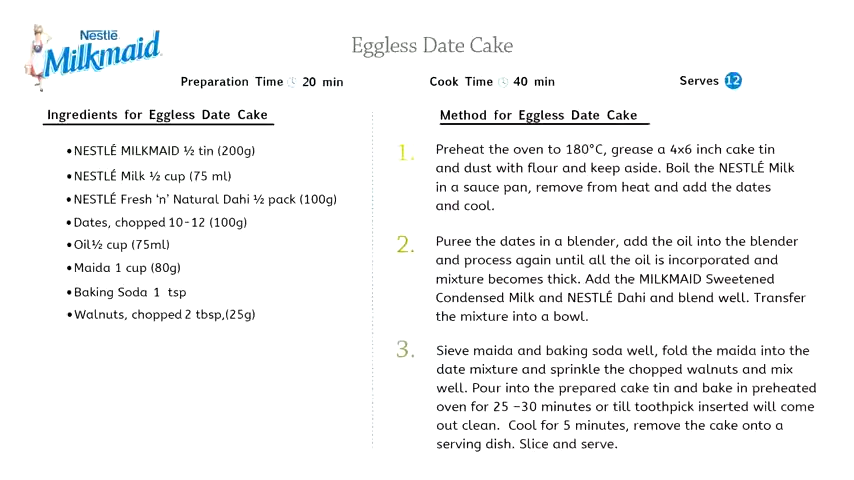 Nestlé
Milkmaid
Eggless Date Cake
Preparation Time 20 min
Cook Time 40 min
Serves 12
Ingredients for Eggless Date Cake
•NESTLÉ MILKMAID ½ tin (200g)
•NESTLÉ Milk ½ cup (75 ml)
•NESTLÉ Fresh 'n' Natural Dahi ½ pack (100g)
•Dates, chopped 10-12 (100g)
•Oil½ cup (75ml)
•Maida 1 cup (80g)
•Baking Soda 1 tsp
•Walnuts, chopped 2 tbsp,(25g)
Method for Eggless Date Cake
1. Preheat the oven to 180°C, grease a 4x6 inch cake tin
and dust with flour and keep aside. Boil the NESTLÉ Milk
in a sauce pan, remove from heat and add the dates
and cool.
2. Puree the dates in a blender, add the oil into the blender
and process again until all the oil is incorporated and
mixture becomes thick. Add the MILKMAID Sweetened
Condensed Milk and NESTLÉ Dahi and blend well. Transfer
the mixture into a bowl.
3. Sieve maida and baking soda well, fold the maida into the
date mixture and sprinkle the chopped walnuts and mix
well. Pour into the prepared cake tin and bake in preheated
oven for 25 –30 minutes or till toothpick inserted will come
out clean. Cool for 5 minutes, remove the cake onto a
serving dish. Slice and serve.